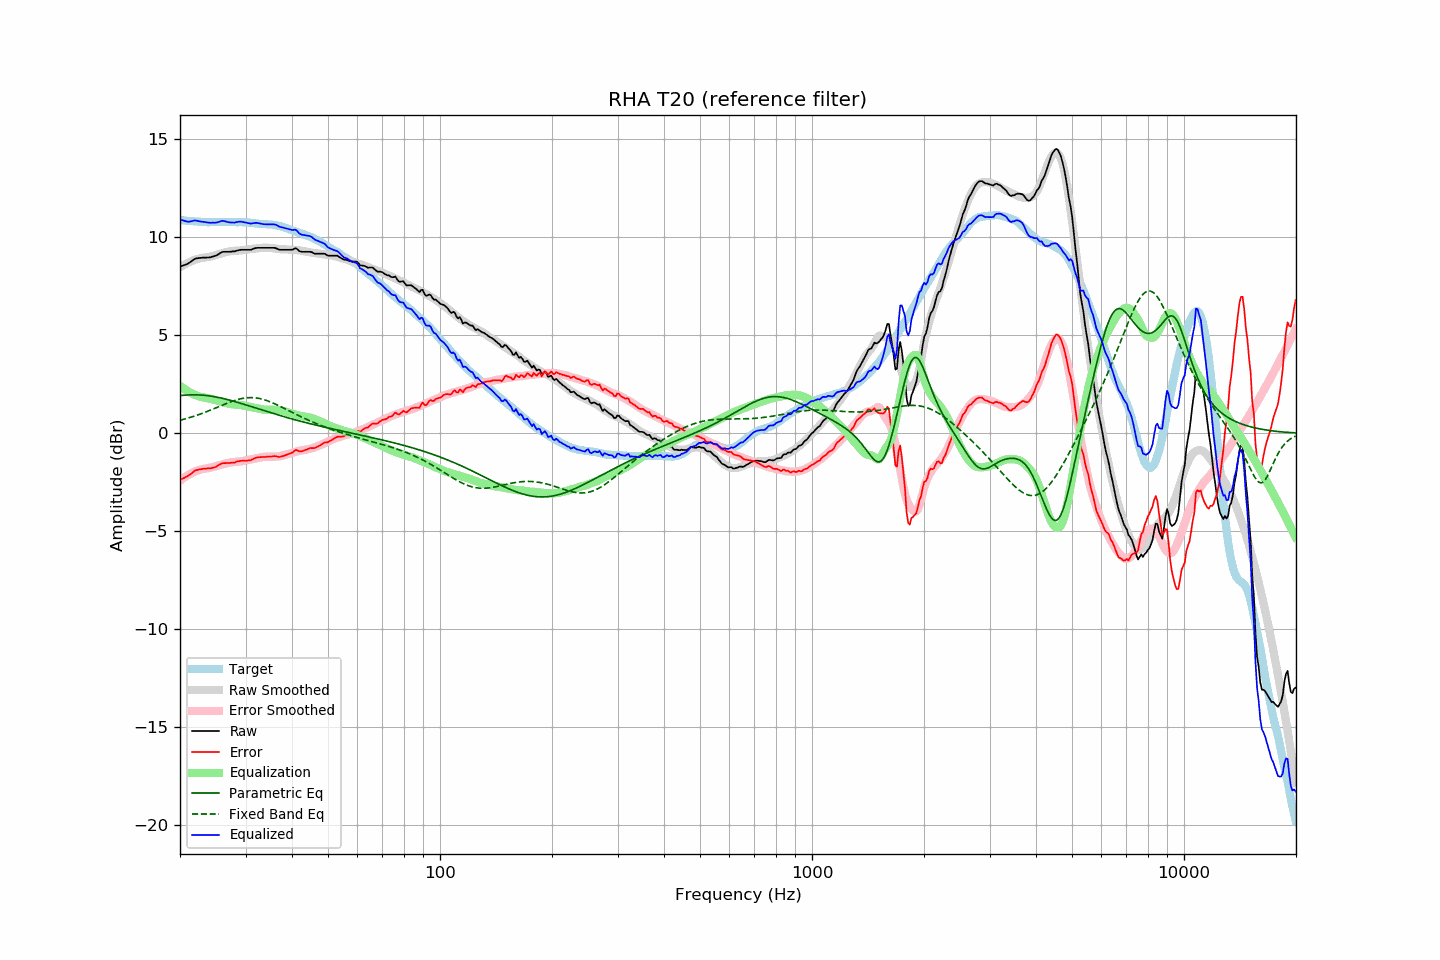 RHA T20 (reference filter)
15
10
5
0
−5
−10
−15
−20
Amplitude (dBr)
100
1000
10000
Frequency (Hz)
Target
Raw Smoothed
Error Smoothed
Raw
Error
Equalization
Parametric Eq
Fixed Band Eq
Equalized